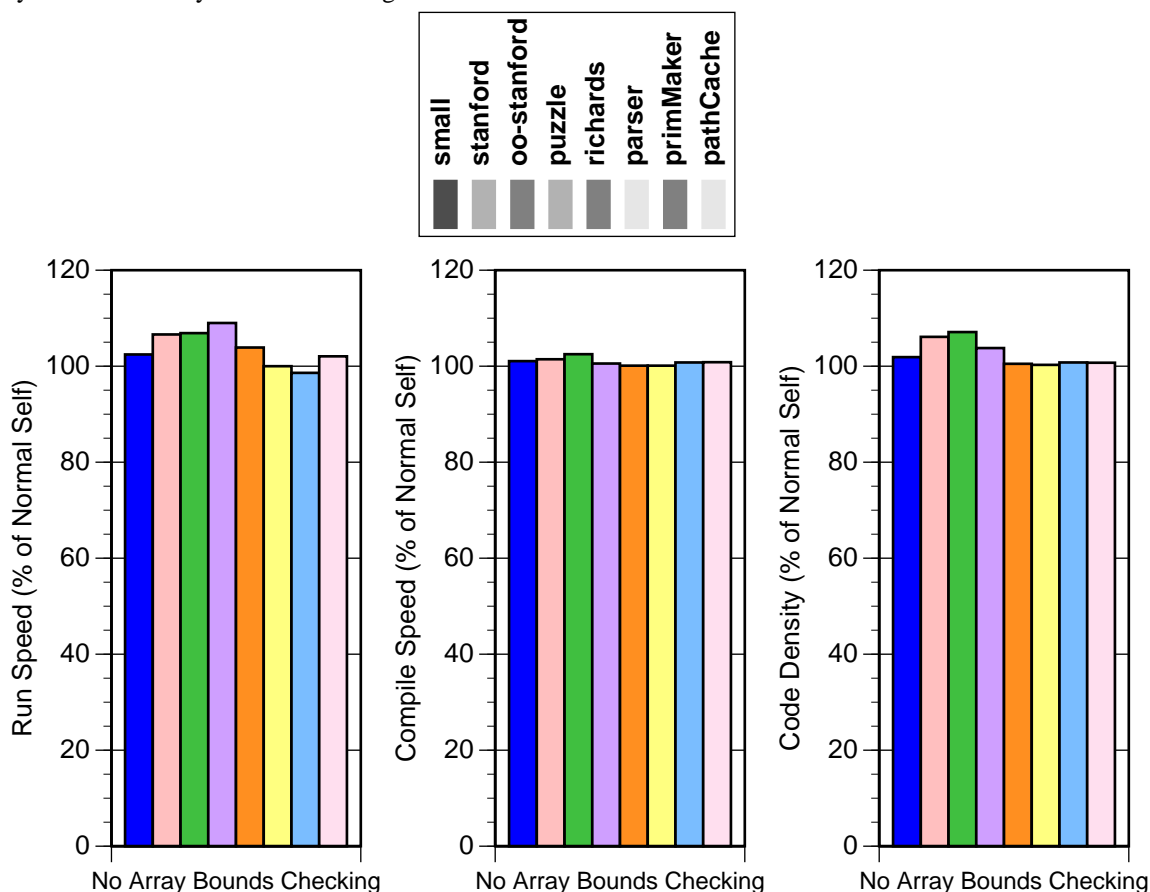 small
stanford
oo-stanford
puzzle
richards
parser
primMaker
pathCache
Run Speed (% of Normal Self)
120
100
80
60
40
20
0
No Array Bounds Checking
Compile Speed (% of Normal Self)
120
100
80
60
40
20
0
No Array Bounds Checking
Code Density (% of Normal Self)
120
100
80
60
40
20
0
No Array Bounds Checking